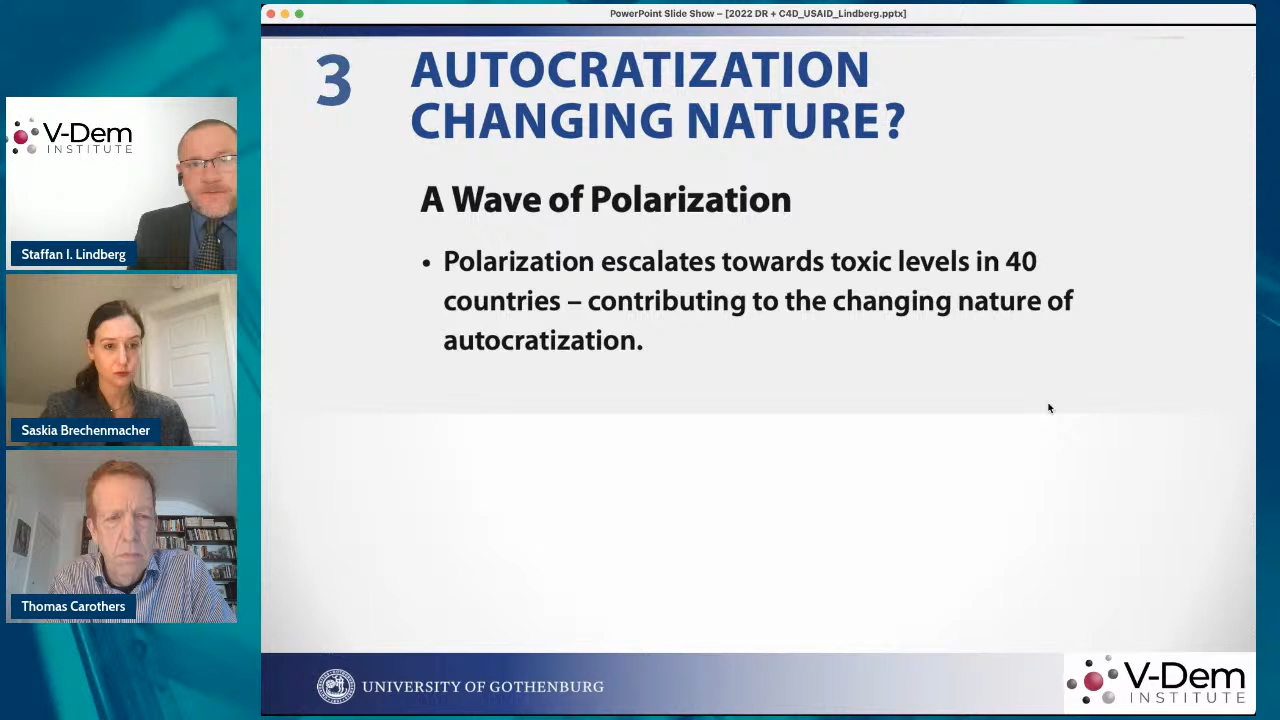 PowerPoint Slide Show – [2022 DR + C4D_USAID_Lindberg.pptx]
V-Dem
INSTITUTE
Staffan I. Lindberg
Saskia Brechenmacher
Thomas Carothers
3
AUTOCRATIZATION
CHANGING NATURE?
A Wave of Polarization
• Polarization escalates towards toxic levels in 40
countries – contributing to the changing nature of
autocratization.
UNIVERSITY OF GOTHENBURG
V-Dem
INSTITUTE